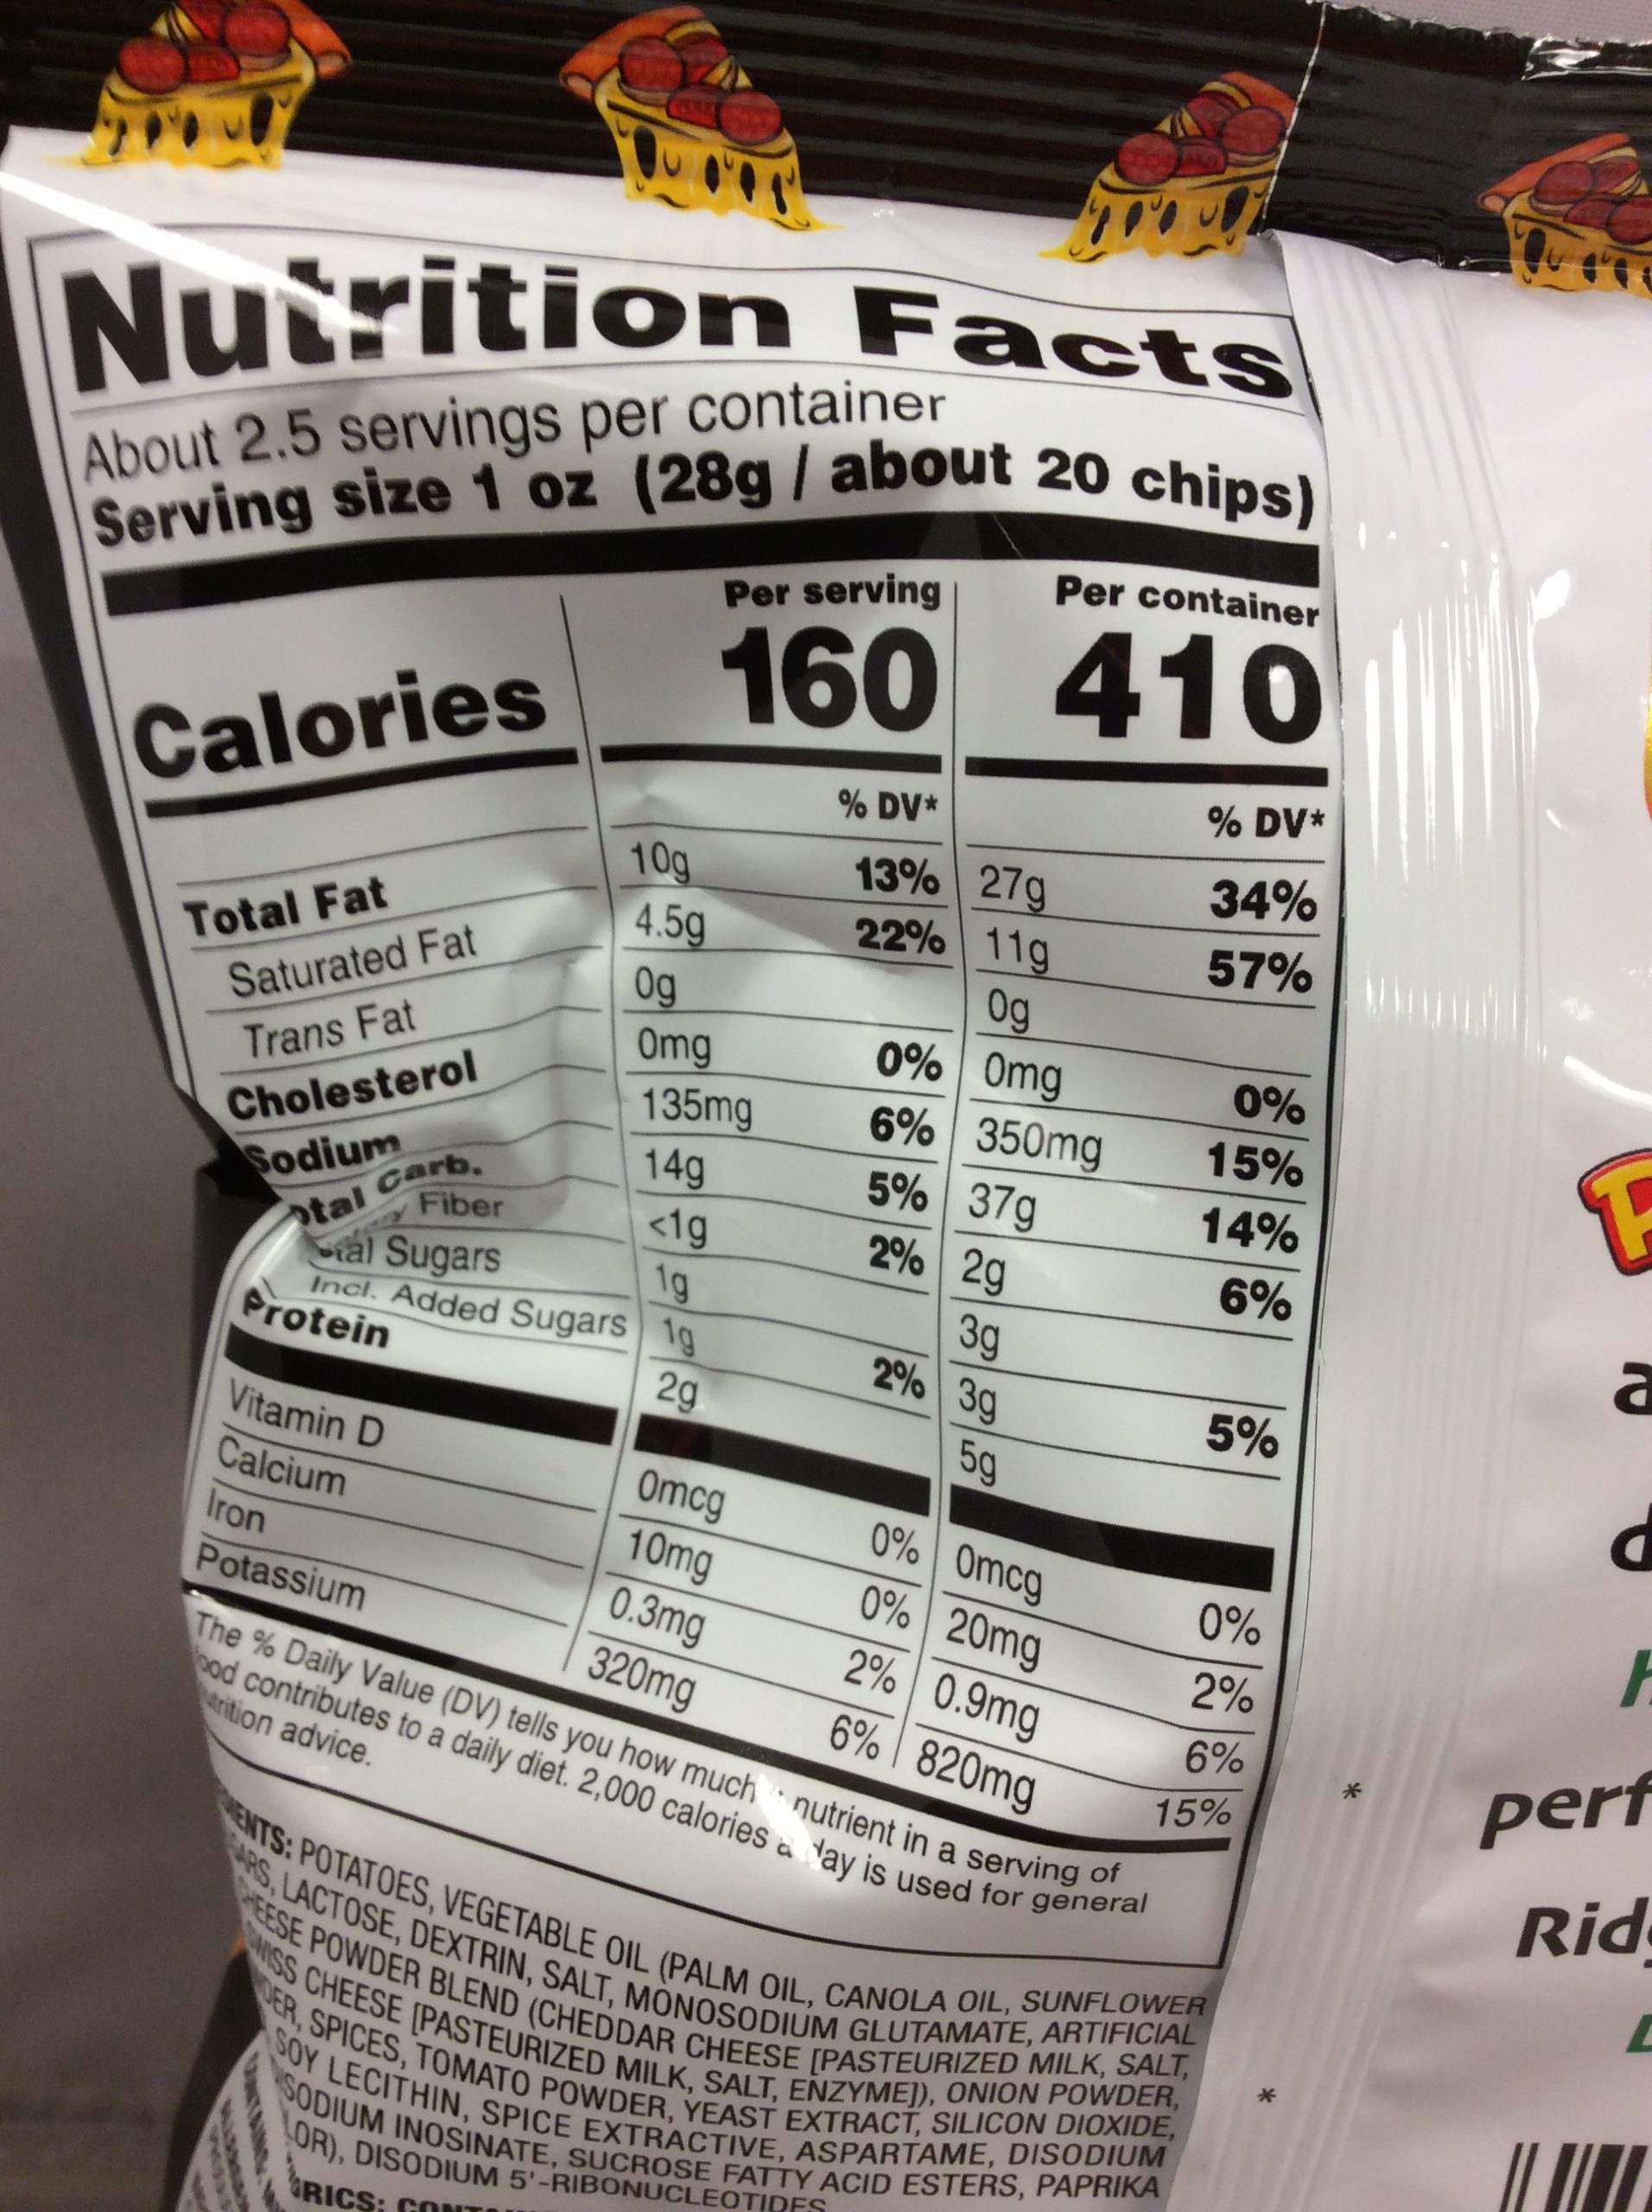 Nutrition Facts
About 2.5 servings per container
Serving size 1 oz (28g / about 20 chips)
Per serving Per container
Calories 160 410
% DV* % DV*
Total Fat 10g 13% 27g 34%
Saturated Fat 4.5g 22% 11g 57%
Trans Fat 0g 0g
Cholesterol 0mg 0% 0mg 0%
Sodium 135mg 6% 350mg 15%
otal Carb. 14g 5% 37g 14%
Fiber <1g 2% 2g 6%
tal Sugars 1g 3g
Incl. Added Sugars 1g 2% 3g 5%
Protein 2g 5g
Vitamin D 0mcg 0% 0mcg 0%
Calcium 10mg 0% 20mg 2%
Iron 0.3mg 2% 0.9mg 6%
Potassium 320mg 6% 820mg 15%
The % Daily Value (DV) tells you how much nutrient in a serving of
ood contributes to a daily diet. 2,000 calories a day is used for general
utrition advice.
ENTS: POTATOES, VEGETABLE OIL (PALM OIL, CANOLA OIL, SUNFLOWER
LACTOSE, DEXTRIN, SALT, MONOSODIUM GLUTAMATE, ARTIFICIAL
CHEESE POWDER BLEND (CHEDDAR CHEESE [PASTEURIZED MILK, SALT,
SWISS CHEESE [PASTEURIZED MILK, SALT, ENZYME]), ONION POWDER,
DER, SPICES, TOMATO POWDER, YEAST EXTRACT, SILICON DIOXIDE,
SOY LECITHIN, SPICE EXTRACTIVE, ASPARTAME, DISODIUM
SODIUM INOSINATE, SUCROSE FATTY ACID ESTERS, PAPRIKA
LOR), DISODIUM 5'-RIBONUCLEOTIDES
perf
Rid
*
*